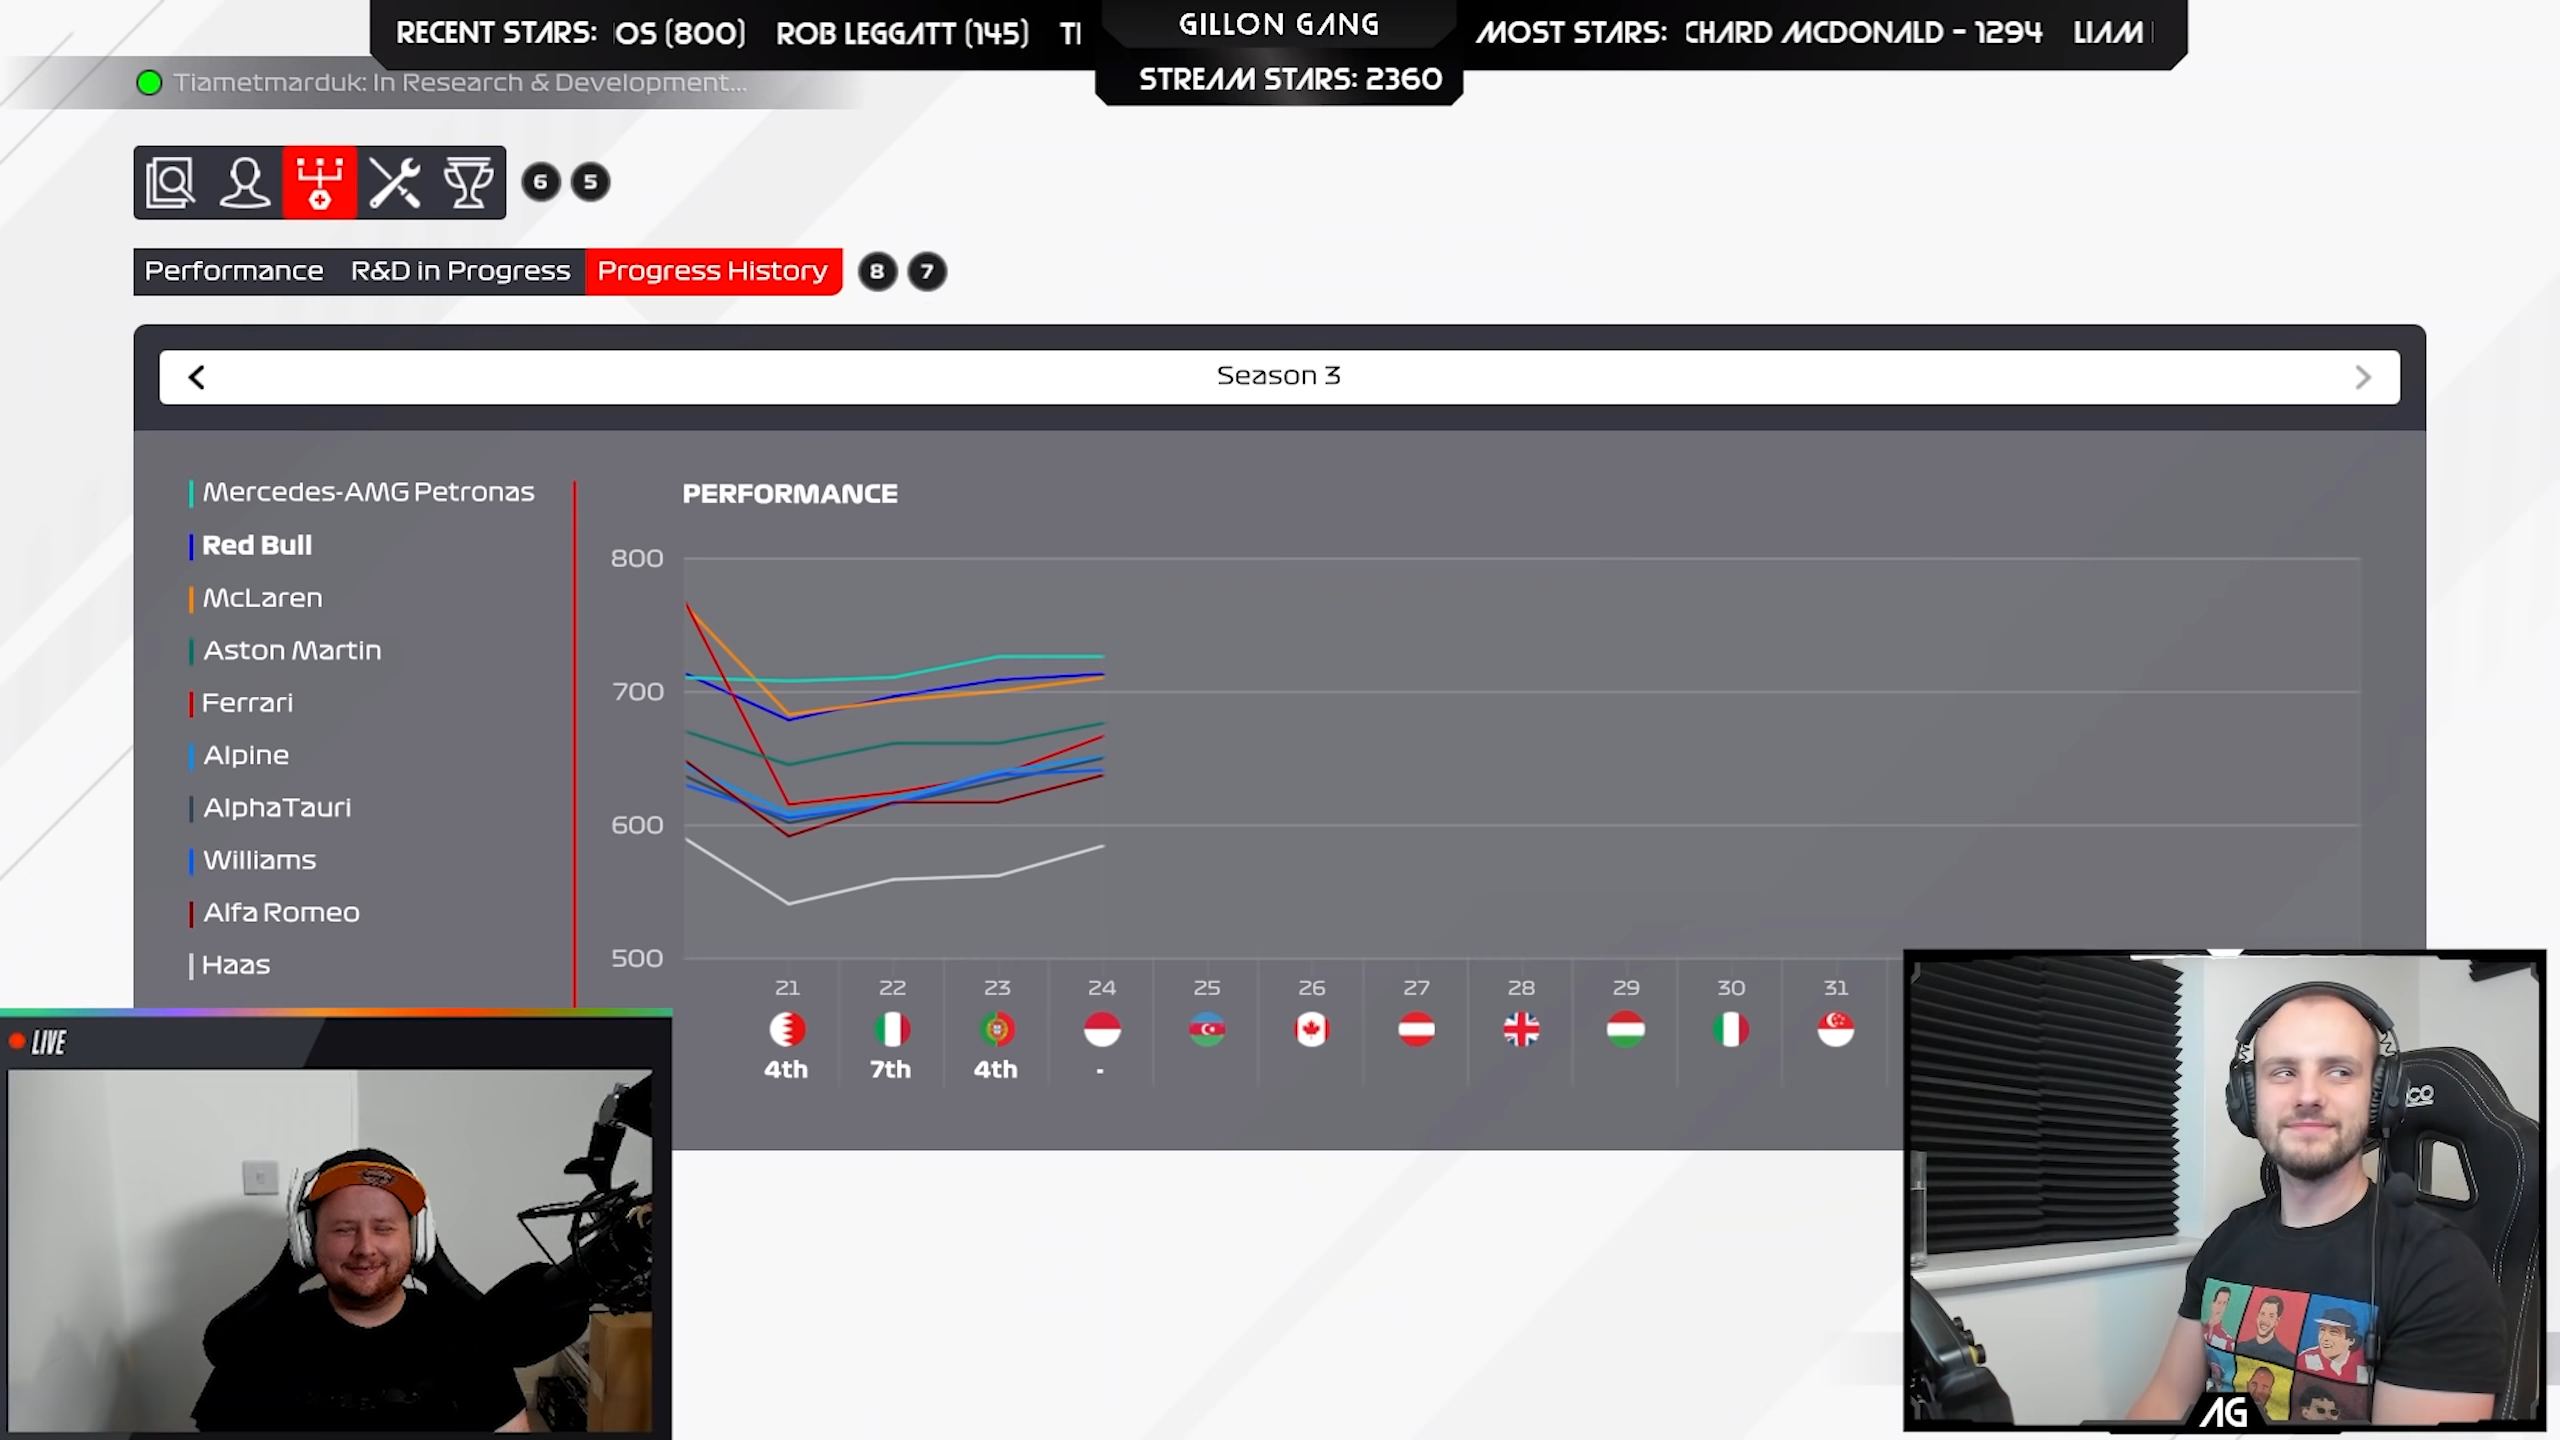 RECENT STARS: OS (800) ROB LEGGATT (145) TI
GILLON GANG
MOST STARS: CHARD MCDONALD - 1294 LIAM
STREAM STARS: 2360
Tiametmarduk: In Research & Development...
6 5
Performance R&D in Progress Progress History 8 7
Season 3
Mercedes-AMG Petronas
Red Bull
McLaren
Aston Martin
Ferrari
Alpine
AlphaTauri
Williams
Alfa Romeo
Haas
PERFORMANCE
800
700
600
500
21 22 23 24 25 26 27 28 29 30 31
4th 7th 4th -
LIVE
AG